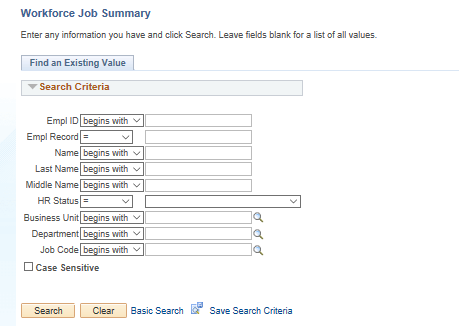 Workforce Job Summary
Enter any information you have and click Search. Leave fields blank for a list of all values.
Find an Existing Value
Search Criteria
Empl ID begins with
Empl Record =
Name begins with
Last Name begins with
Middle Name begins with
HR Status =
Business Unit begins with
Department begins with
Job Code begins with
Case Sensitive
Search Clear Basic Search Save Search Criteria